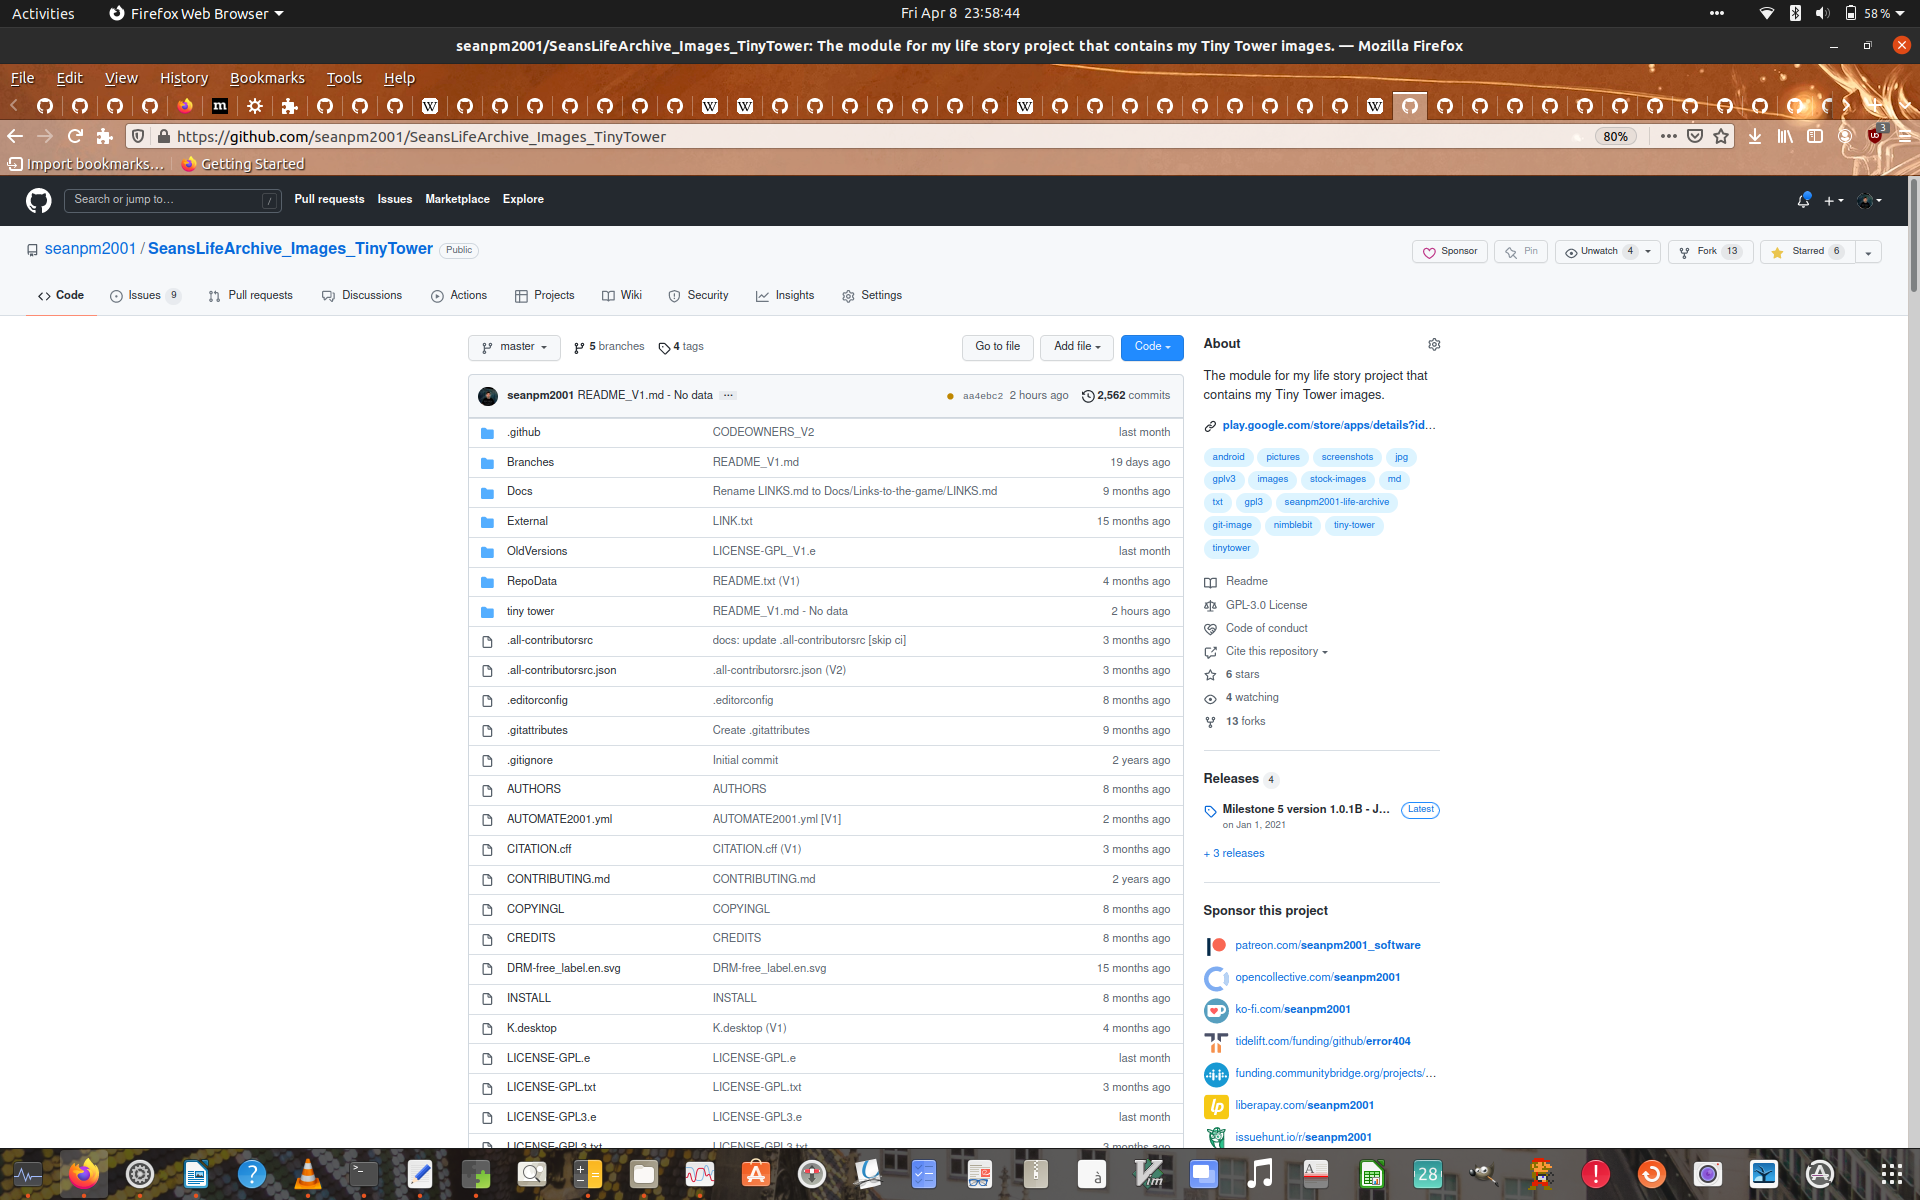 Activities
Firefox Web Browser
Fri Apr 8 23:58:44
58 %
seanpm2001/SeansLifeArchive_Images_TinyTower: The module for my life story project that contains my Tiny Tower images. — Mozilla Firefox
File Edit View History Bookmarks Tools Help
https://github.com/seanpm2001/SeansLifeArchive_Images_TinyTower
80%
3
Import bookmarks...
Getting Started
Search or jump to...
/
Pull requests Issues Marketplace Explore
seanpm2001 / SeansLifeArchive_Images_TinyTower Public
Sponsor Pin Unwatch 4 Fork 13 Starred 6
Code Issues 9 Pull requests Discussions Actions Projects Wiki Security Insights Settings
master 5 branches 4 tags Go to file Add file Code
seanpm2001 README_V1.md - No data ... aa4ebc2 2 hours ago 2,562 commits
.github CODEOWNERS_V2 last month
Branches README_V1.md 19 days ago
Docs Rename LINKS.md to Docs/Links-to-the-game/LINKS.md 9 months ago
External LINK.txt 15 months ago
OldVersions LICENSE-GPL_V1.e last month
RepoData README.txt (V1) 4 months ago
tiny tower README_V1.md - No data 2 hours ago
.all-contributorsrc docs: update .all-contributorsrc [skip ci] 3 months ago
.all-contributorsrc.json .all-contributorsrc.json (V2) 3 months ago
.editorconfig .editorconfig 8 months ago
.gitattributes Create .gitattributes 9 months ago
.gitignore Initial commit 2 years ago
AUTHORS AUTHORS 8 months ago
AUTOMATE2001.yml AUTOMATE2001.yml [V1] 2 months ago
CITATION.cff CITATION.cff (V1) 3 months ago
CONTRIBUTING.md CONTRIBUTING.md 2 years ago
COPYINGL COPYINGL 8 months ago
CREDITS CREDITS 8 months ago
DRM-free_label.en.svg DRM-free_label.en.svg 15 months ago
INSTALL INSTALL 8 months ago
K.desktop K.desktop (V1) 4 months ago
LICENSE-GPL.e LICENSE-GPL.e last month
LICENSE-GPL.txt LICENSE-GPL.txt 3 months ago
LICENSE-GPL3.e LICENSE-GPL3.e last month
LICENSE-GPL3.txt LICENSE-GPL3.txt 3 months ago
About
The module for my life story project that
contains my Tiny Tower images.
play.google.com/store/apps/details?id...
android pictures screenshots jpg
gplv3 images stock-images md
txt gpl3 seanpm2001-life-archive
git-image nimblebit tiny-tower
tinytower
Readme
GPL-3.0 License
Code of conduct
Cite this repository
6 stars
4 watching
13 forks
Releases 4
Milestone 5 version 1.0.1B - J... Latest
on Jan 1, 2021
+ 3 releases
Sponsor this project
patreon.com/seanpm2001_software
opencollective.com/seanpm2001
ko-fi.com/seanpm2001
tidelift.com/funding/github/error404
funding.communitybridge.org/projects/...
liberapay.com/seanpm2001
issuehunt.io/r/seanpm2001
28